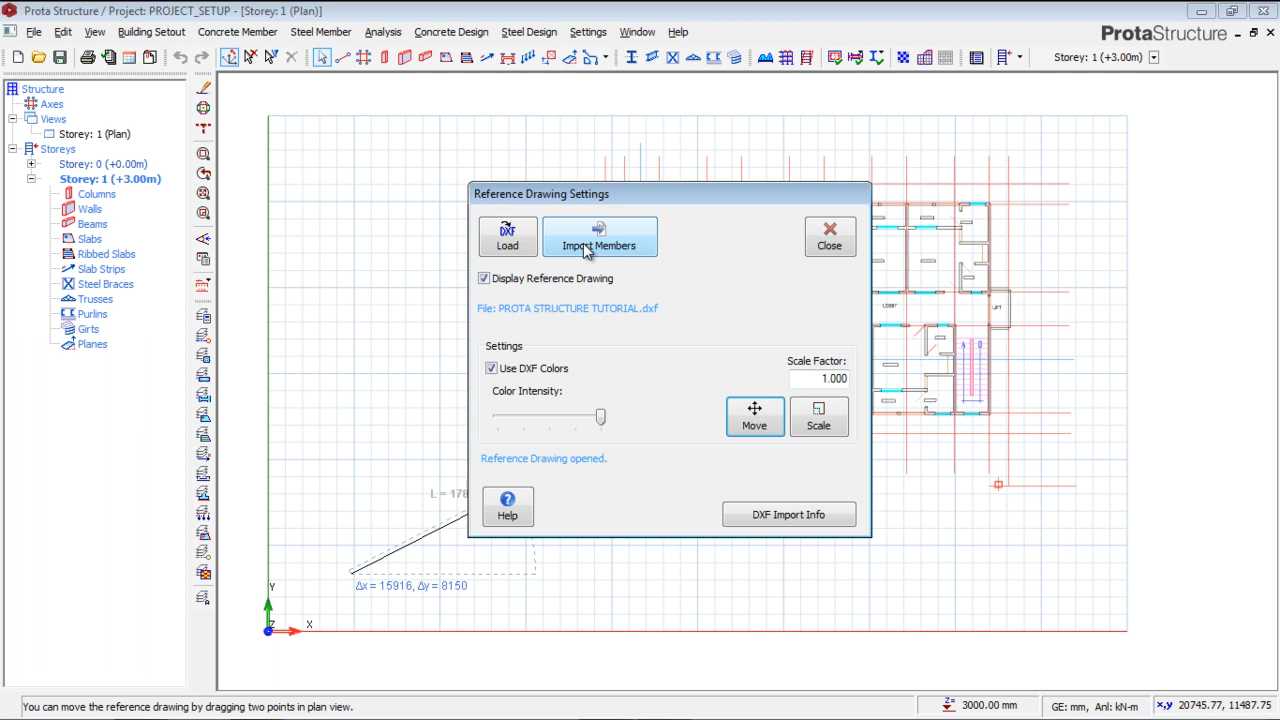 Prota Structure / Project: PROJECT_SETUP - [Storey: 1 (Plan)]
File Edit View Building Setout Concrete Member Steel Member Analysis Concrete Design Steel Design Settings Window Help
ProtaStructure
Storey: 1 (+3.00m)
Structure
Axes
Views
Storey: 1 (Plan)
Storeys
Storey: 0 (+0.00m)
Storey: 1 (+3.00m)
Columns
Walls
Beams
Slabs
Ribbed Slabs
Slab Strips
Steel Braces
Trusses
Purlins
Girts
Planes
Reference Drawing Settings
DXF
Load
Import Members
Close
Display Reference Drawing
File: PROTA STRUCTURE TUTORIAL.dxf
Settings
Use DXF Colors
Scale Factor:
1.000
Color Intensity:
Move
Scale
Reference Drawing opened.
Help
DXF Import Info
LOBBY
LIFT
L = 178
Δx = 15916, Δy = 8150
Y
Z
X
You can move the reference drawing by dragging two points in plan view.
Z= 3000.00 mm
GE: mm, Anl: kN-m
x,y 20745.77, 11487.75